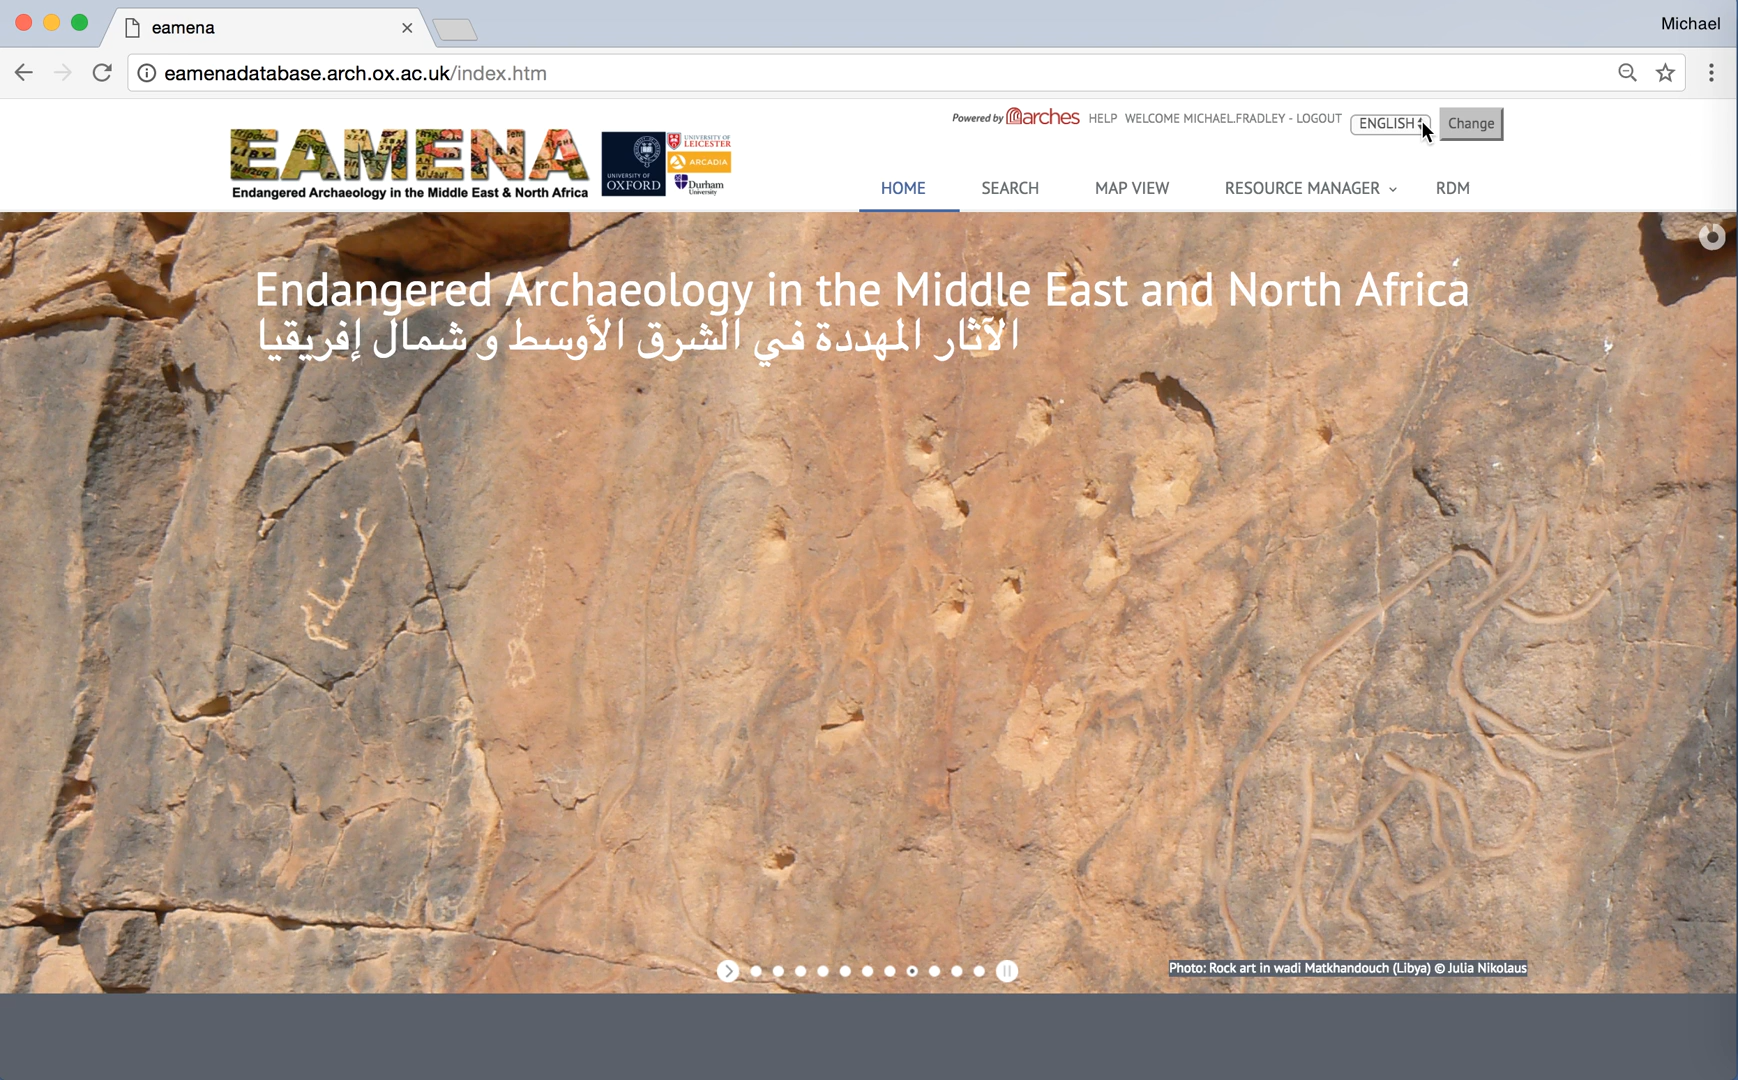 eamena
Michael
eamenadatabase.arch.ox.ac.uk/index.htm
Powered by arches HELP WELCOME MICHAEL.FRADLEY - LOGOUT ENGLISH Change
EAMENA
Endangered Archaeology in the Middle East & North Africa
UNIVERSITY OF OXFORD
UNIVERSITY OF LEICESTER
ARCADIA
Durham University
HOME SEARCH MAP VIEW RESOURCE MANAGER RDM
Endangered Archaeology in the Middle East and North Africa
الآثار المهددة في الشرق الأوسط و شمال إفريقيا
Photo: Rock art in wadi Matkhandouch (Libya) © Julia Nikolaus